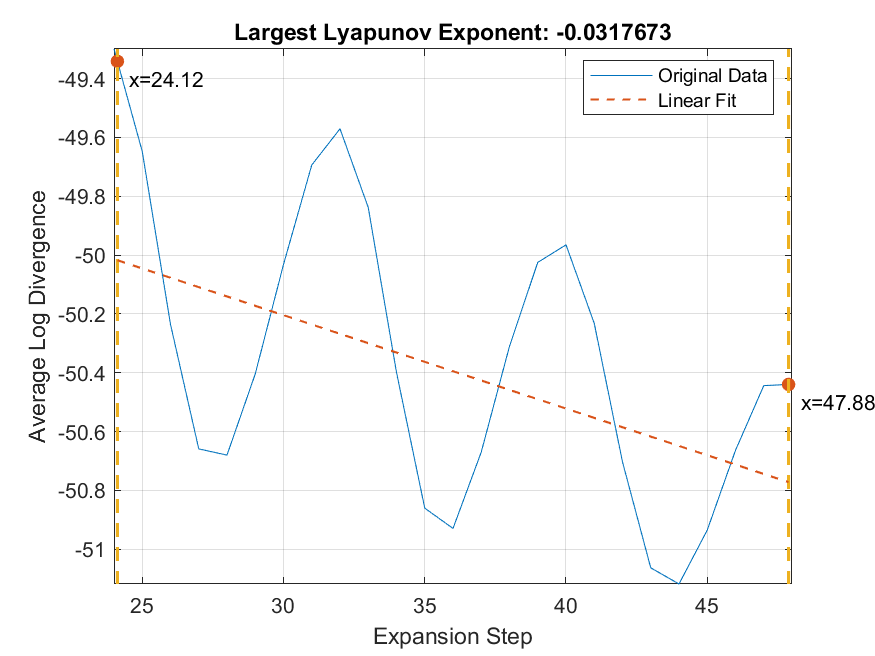 Largest Lyapunov Exponent: -0.0317673
Original Data
Linear Fit
x=24.12
x=47.88
-49.4
-49.6
-49.8
-50
-50.2
-50.4
-50.6
-50.8
-51
Average Log Divergence
25 30 35 40 45
Expansion Step